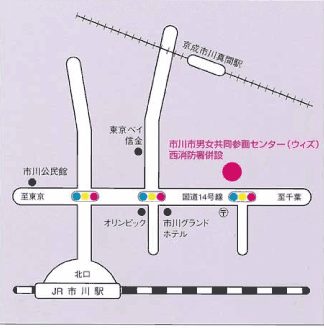 京成市川真間駅
東京ベイ
信金
市川市男女共同参画センター(ウィズ)
西消防署併設
市川公民館
至東京
国道14号線
至千葉
オリンピック
市川グランド
ホテル
〒
北口
JR市川駅